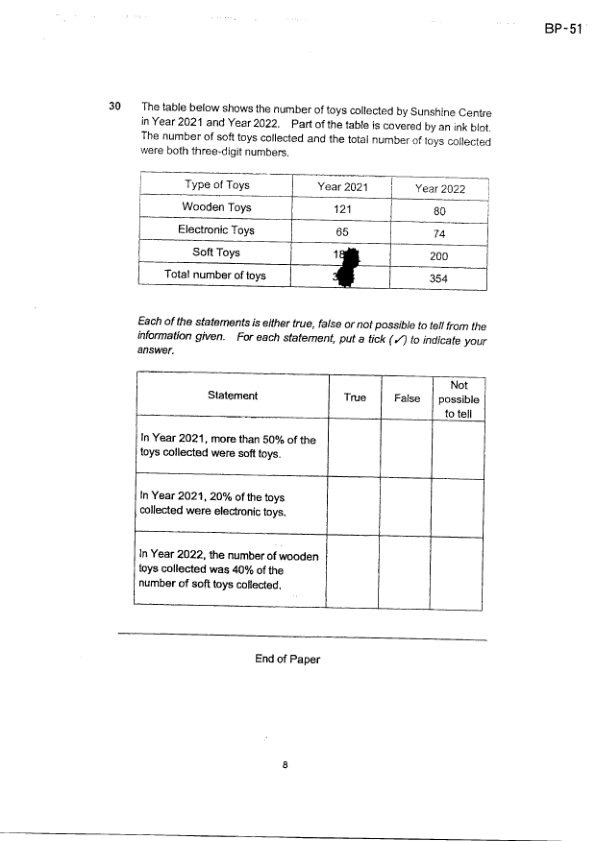 BP-51
30 The table below shows the number of toys collected by Sunshine Centre
in Year 2021 and Year 2022. Part of the table is covered by an ink blot.
The number of soft toys collected and the total number of toys collected
were both three-digit numbers.
Type of Toys Year 2021 Year 2022
Wooden Toys 121 80
Electronic Toys 65 74
Soft Toys 18 200
Total number of toys 3 354
Each of the statements is either true, false or not possible to tell from the
information given. For each statement, put a tick (✓) to indicate your
answer.
Statement True False Not
possible
to tell
In Year 2021, more than 50% of the
toys collected were soft toys.
In Year 2021, 20% of the toys
collected were electronic toys.
In Year 2022, the number of wooden
toys collected was 40% of the
number of soft toys collected.
End of Paper
8